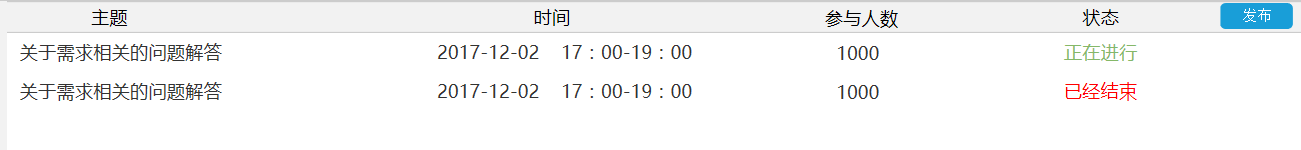 主题 时间 参与人数 状态 发布
关于需求相关的问题解答 2017-12-02 17：00-19：00 1000 正在进行
关于需求相关的问题解答 2017-12-02 17：00-19：00 1000 已经结束